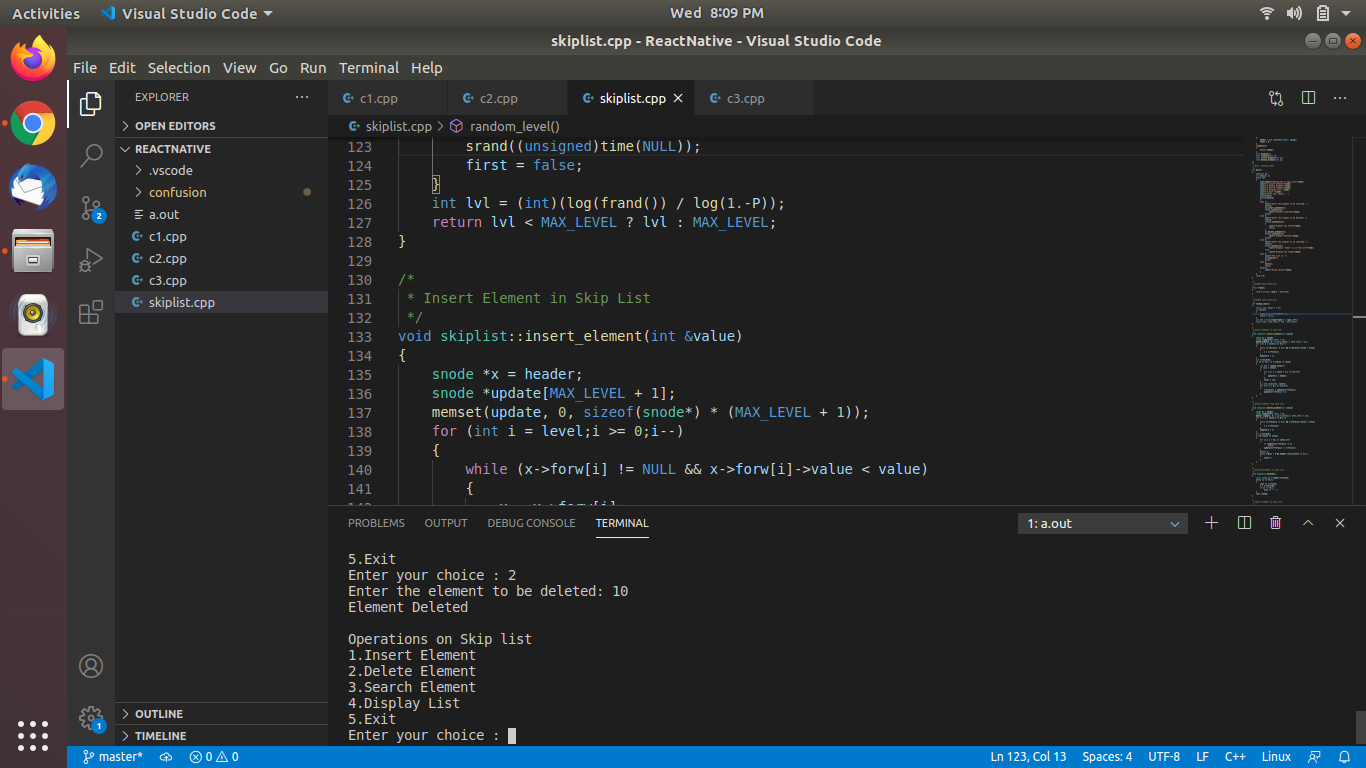 Activities Visual Studio Code Wed 8:09 PM
skiplist.cpp - ReactNative - Visual Studio Code
File Edit Selection View Go Run Terminal Help
EXPLORER
OPEN EDITORS
REACTNATIVE
.vscode
confusion
a.out
c1.cpp
c2.cpp
c3.cpp
skiplist.cpp
OUTLINE
TIMELINE
2
1
c1.cpp c2.cpp skiplist.cpp c3.cpp
skiplist.cpp > random_level()
123 srand((unsigned)time(NULL));
124 first = false;
125 }
126 int lvl = (int)(log(frand()) / log(1.-P));
127 return lvl < MAX_LEVEL ? lvl : MAX_LEVEL;
128 }
129
130 /*
131 * Insert Element in Skip List
132 */
133 void skiplist::insert_element(int &value)
134 {
135 snode *x = header;
136 snode *update[MAX_LEVEL + 1];
137 memset(update, 0, sizeof(snode*) * (MAX_LEVEL + 1));
138 for (int i = level;i >= 0;i--)
139 {
140 while (x->forw[i] != NULL && x->forw[i]->value < value)
141 {
PROBLEMS OUTPUT DEBUG CONSOLE TERMINAL 1: a.out
5.Exit
Enter your choice : 2
Enter the element to be deleted: 10
Element Deleted
Operations on Skip list
1.Insert Element
2.Delete Element
3.Search Element
4.Display List
5.Exit
Enter your choice :
master* 0 0 Ln 123, Col 13 Spaces: 4 UTF-8 LF C++ Linux